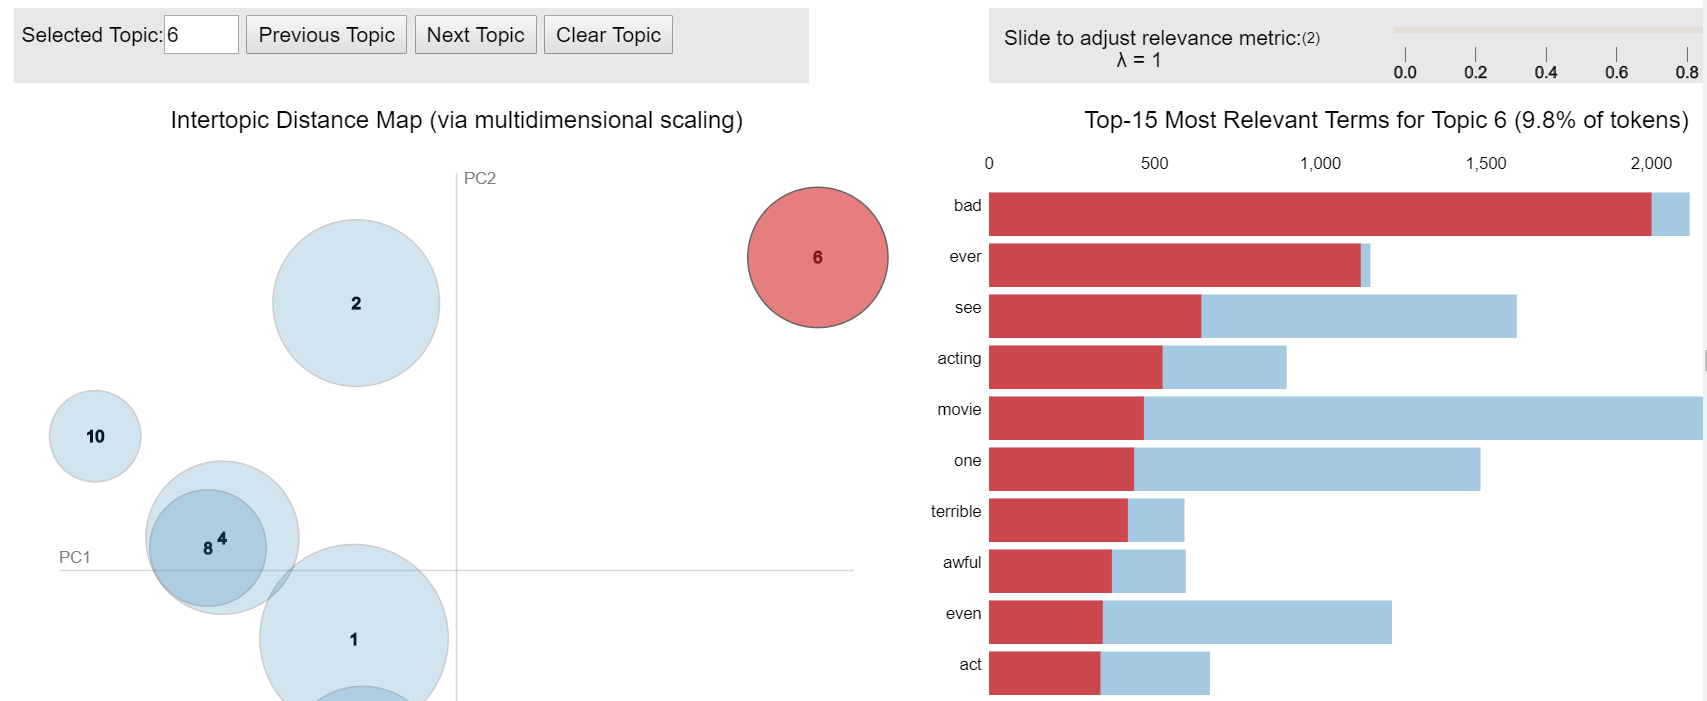 Selected Topic: 6 Previous Topic Next Topic Clear Topic
Slide to adjust relevance metric:(2)
λ = 1
0.0 0.2 0.4 0.6 0.8
Intertopic Distance Map (via multidimensional scaling)
PC2
6
2
10
4
8
PC1
1
Top-15 Most Relevant Terms for Topic 6 (9.8% of tokens)
0 500 1,000 1,500 2,000
bad
ever
see
acting
movie
one
terrible
awful
even
act